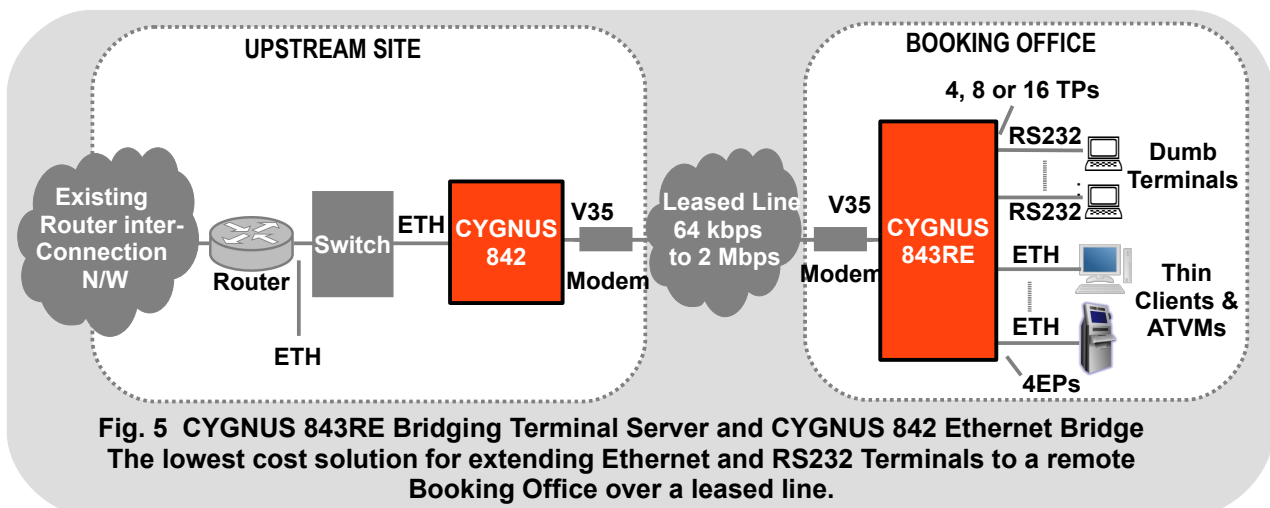 UPSTREAM SITE
BOOKING OFFICE
4, 8 or 16 TPs
Existing
Router inter-
Connection
N/W
Router
ETH
Switch
ETH
CYGNUS
842
V35
Modem
Leased Line
64 kbps
to 2 Mbps
V35
Modem
CYGNUS
843RE
RS232
RS232
Dumb
Terminals
ETH
ETH
Thin
Clients &
ATVMs
4EPs
Fig. 5 CYGNUS 843RE Bridging Terminal Server and CYGNUS 842 Ethernet Bridge
The lowest cost solution for extending Ethernet and RS232 Terminals to a remote
Booking Office over a leased line.